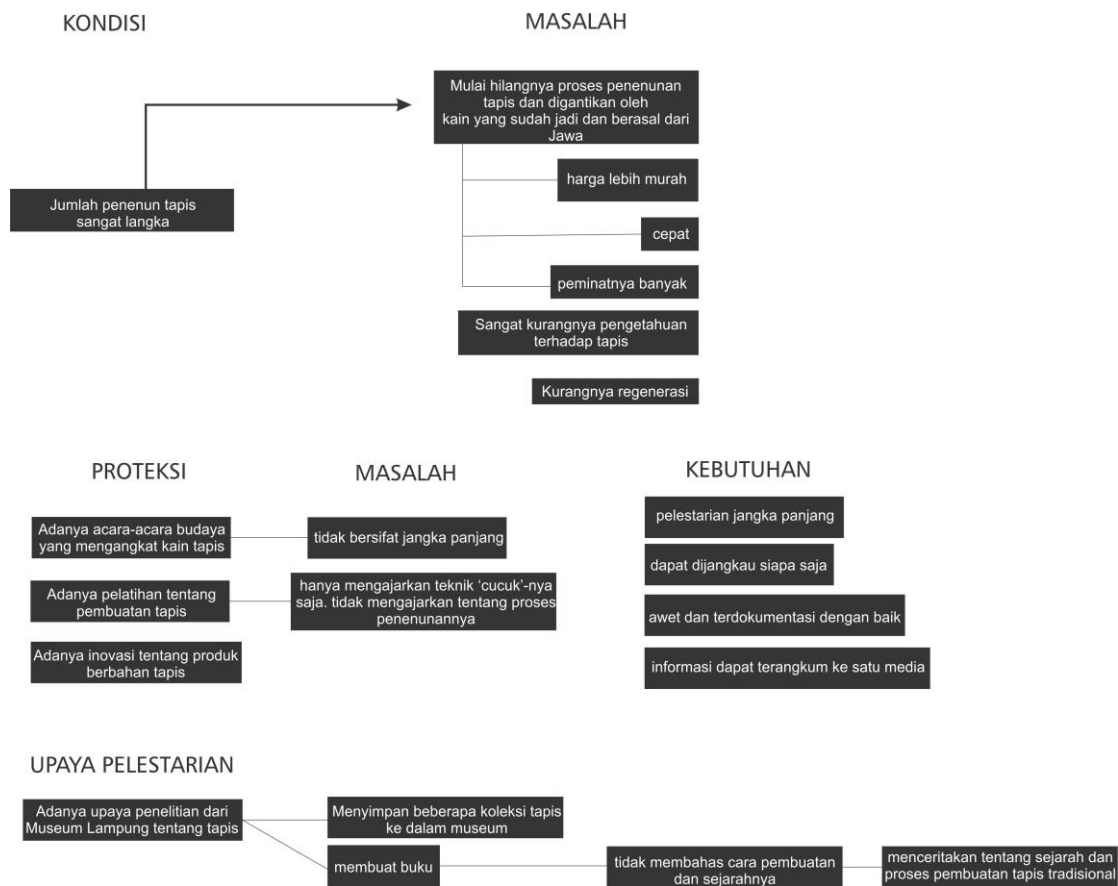 KONDISI
MASALAH
Mulai hilangnya proses penenunan
tapis dan digantikan oleh
kain yang sudah jadi dan berasal dari
Jawa
harga lebih murah
Jumlah penenun tapis
sangat langka
cepat
peminatnya banyak
Sangat kurangnya pengetahuan
terhadap tapis
Kurangnya regenerasi
PROTEKSI
MASALAH
KEBUTUHAN
Adanya acara-acara budaya
yang mengangkat kain tapis
tidak bersifat jangka panjang
Adanya pelatihan tentang
pembuatan tapis
hanya mengajarkan teknik ‘cucuk’-nya
saja. tidak mengajarkan tentang proses
penenunannya
Adanya inovasi tentang produk
berbahan tapis
pelestarian jangka panjang
dapat dijangkau siapa saja
awet dan terdokumentasi dengan baik
informasi dapat terangkum ke satu media
UPAYA PELESTARIAN
Adanya upaya penelitian dari
Museum Lampung tentang tapis
Menyimpan beberapa koleksi tapis
ke dalam museum
membuat buku
tidak membahas cara pembuatan
dan sejarahnya
menceritakan tentang sejarah dan
proses pembuatan tapis tradisional